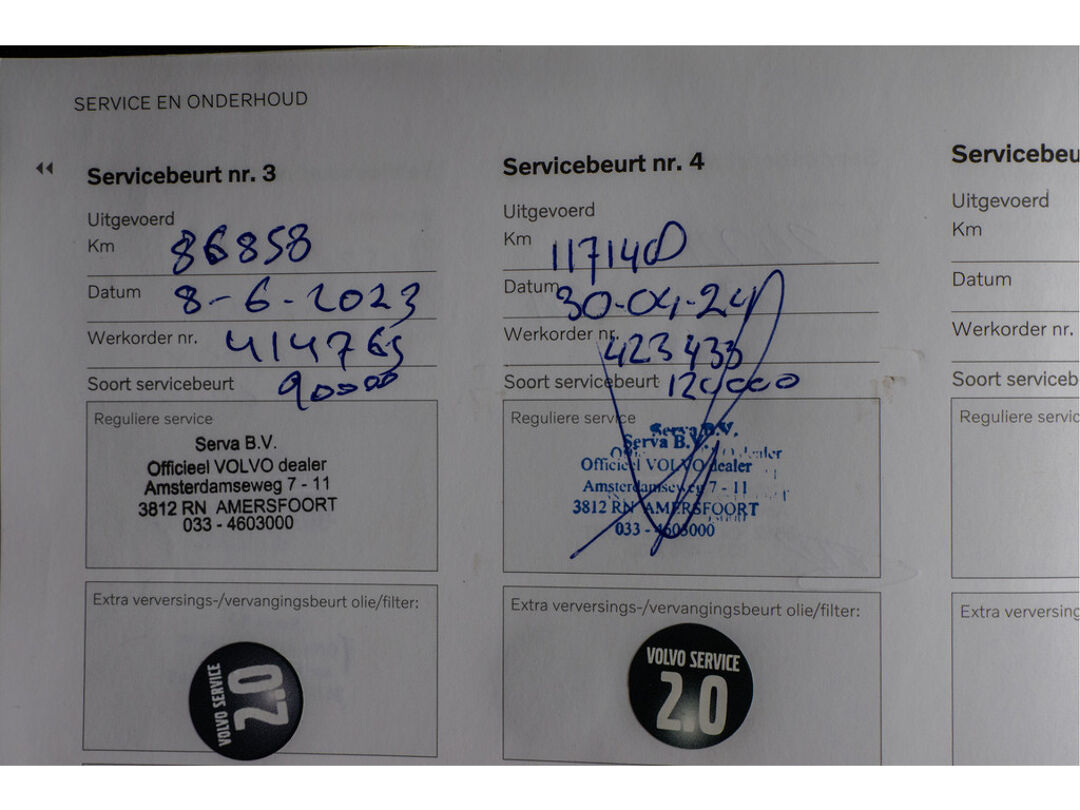 SERVICE EN ONDERHOUD
Servicebeurt nr. 3
Uitgevoerd
Km 86858
Datum 8-6-2023
Werkorder nr. 414765
Soort servicebeurt 90000
Reguliere service
Serva B.V.
Officieel VOLVO dealer
Amsterdamseweg 7 - 11
3812 RN AMERSFOORT
033 - 4603000
Extra verversings-/vervangingsbeurt olie/filter:
VOLVO SERVICE
2.0
Servicebeurt nr. 4
Uitgevoerd
Km 117140
Datum 30-04-24
Werkorder nr. 423433
Soort servicebeurt 120000
Reguliere service
Serva B.V.
Serva B.V.
dealer
Officieel VOLVO dealer
Amsterdamseweg 7 - 11
3812 RN AMERSFOORT
033 - 4603000
Extra verversings-/vervangingsbeurt olie/filter:
VOLVO SERVICE
2.0
Servicebeu
Uitgevoerd
Km
Datum
Werkorder nr.
Soort serviceb
Reguliere servic
Extra verversing